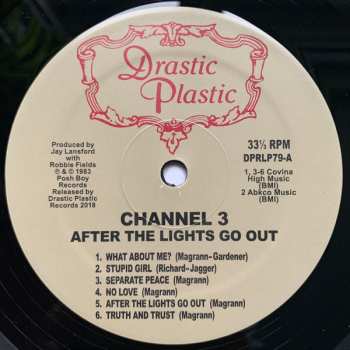 Drastic
Plastic
Produced by
Jay Lansford
with
Robbie Fields
℗ & © 1983
Posh Boy
Records
Released by
Drastic Plastic
Records 2018
33⅓ RPM
DPRLP79-A
1, 3-6 Covina
High Music
(BMI)
2 Abkco Music
(BMI)
CHANNEL 3
AFTER THE LIGHTS GO OUT
1. WHAT ABOUT ME? (Magrann-Gardener)
2. STUPID GIRL (Richard-Jagger)
3. SEPARATE PEACE (Magrann)
4. NO LOVE (Magrann)
5. AFTER THE LIGHTS GO OUT (Magrann)
6. TRUTH AND TRUST (Magrann)